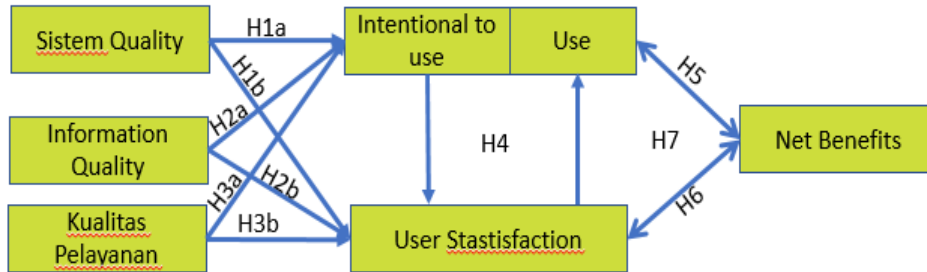 Sistem Quality
H1a
Intentional to
use
Use
H1b
H5
H2a
Information
Quality
H4
H7
Net Benefits
H3a
H2b
H6
Kualitas
Pelayanan
H3b
User Stastisfaction